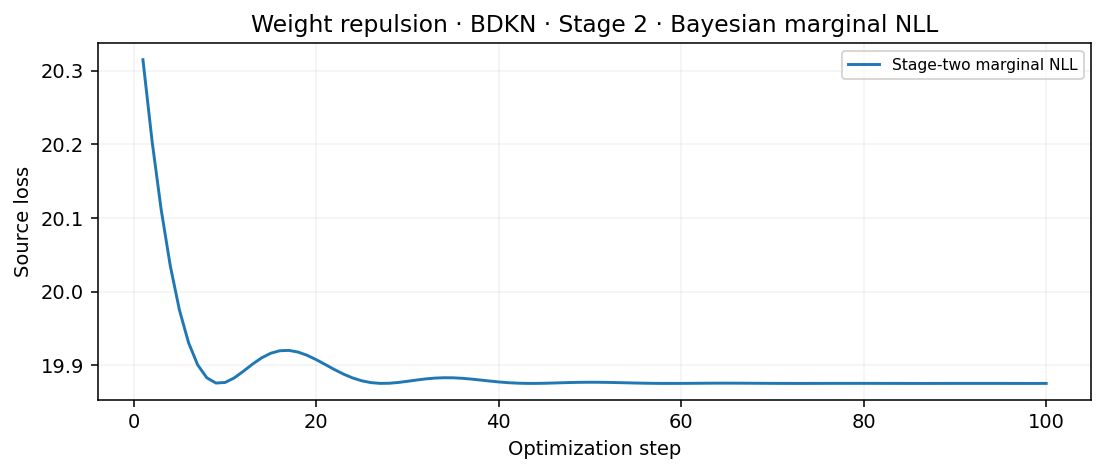 Weight repulsion · BDKN · Stage 2 · Bayesian marginal NLL
Stage-two marginal NLL
Source loss
20.3
20.2
20.1
20.0
19.9
0 20 40 60 80 100
Optimization step